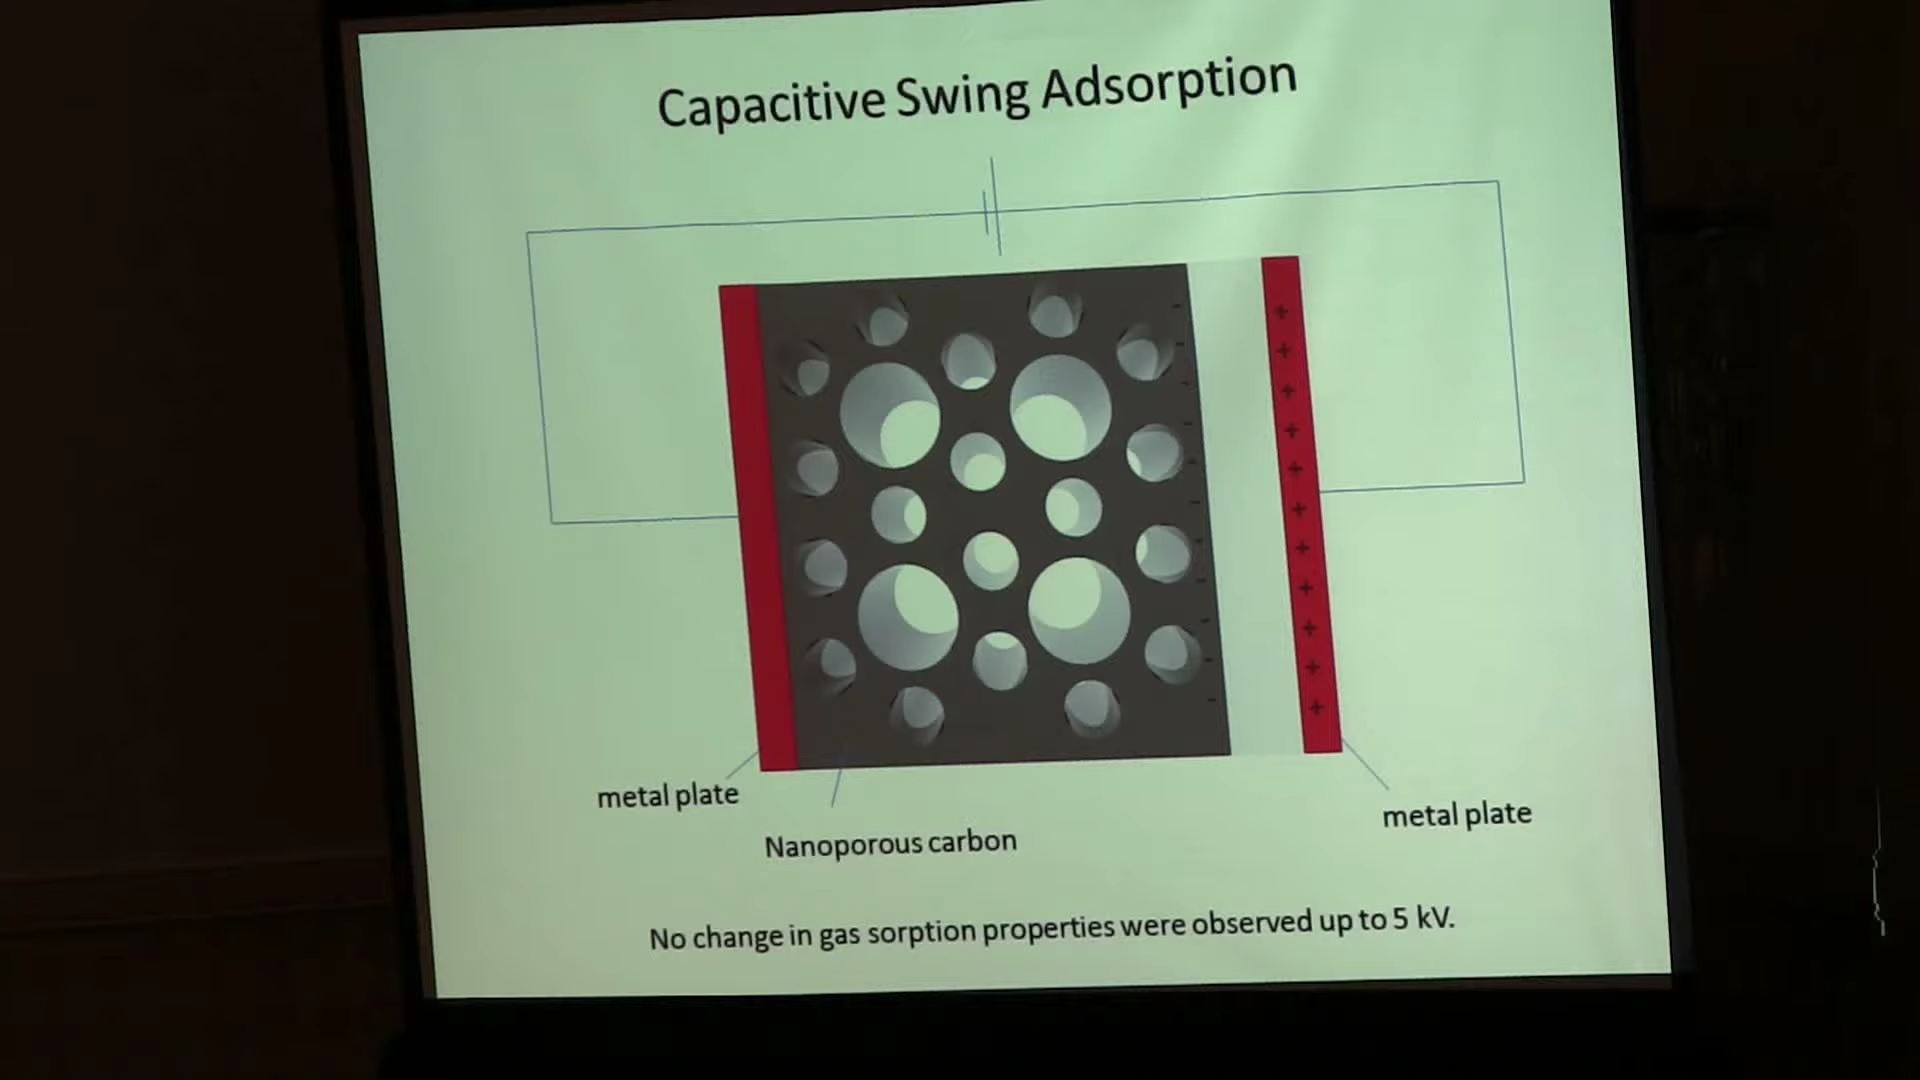 Capacitive Swing Adsorption
metal plate
metal plate
Nanoporous carbon
No change in gas sorption properties were observed up to 5 kV.